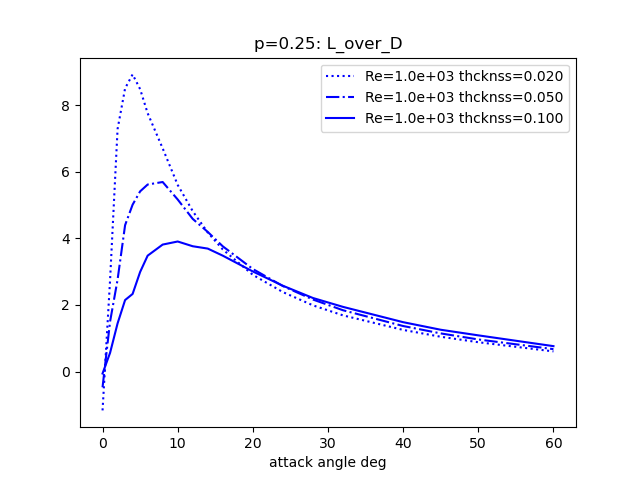 p=0.25: L_over_D
Re=1.0e+03 thcknss=0.020
Re=1.0e+03 thcknss=0.050
Re=1.0e+03 thcknss=0.100
8
6
4
2
0
0 10 20 30 40 50 60
attack angle deg